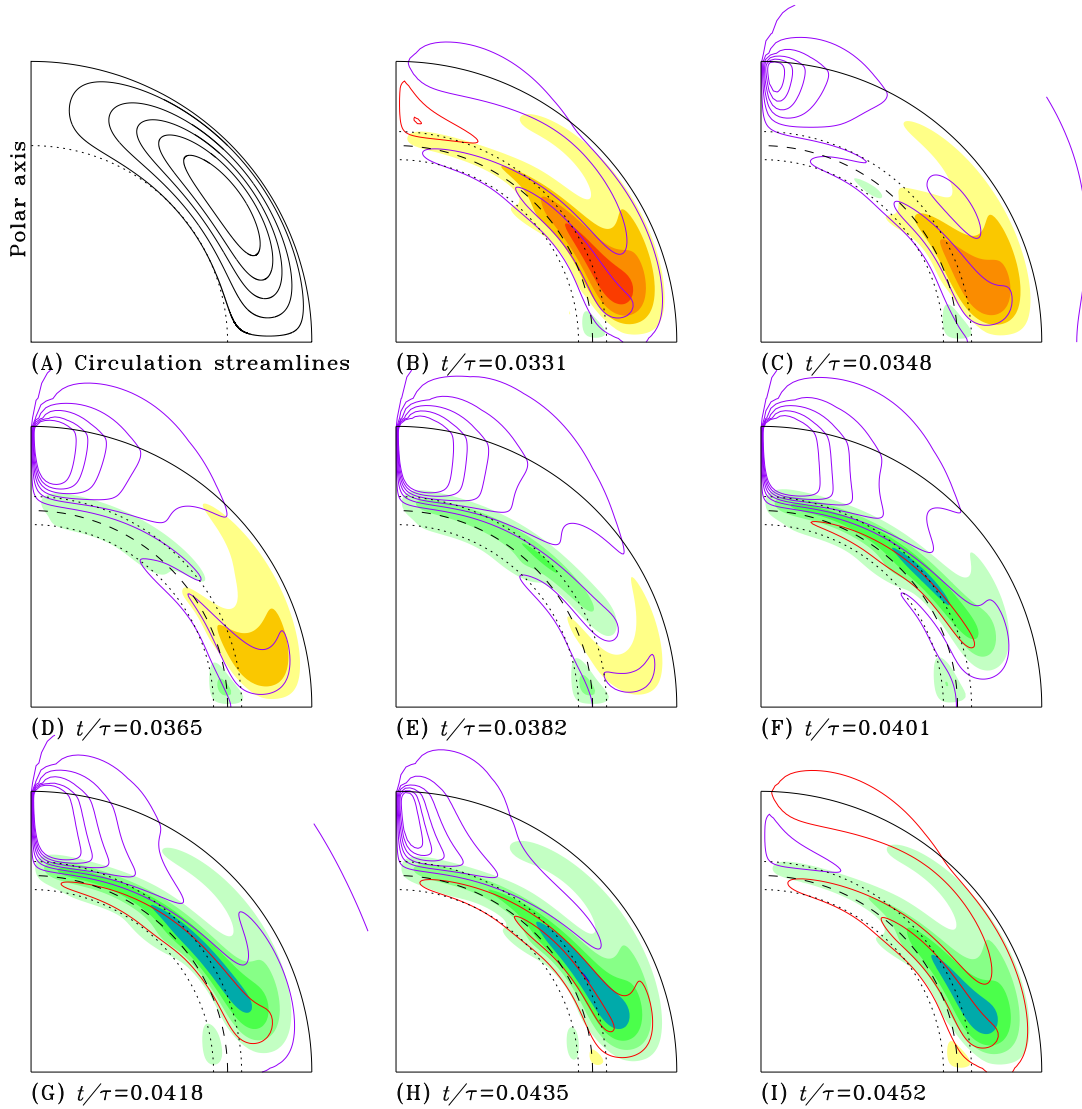 Polar axis
(A) Circulation streamlines
(B) t/τ=0.0331
(C) t/τ=0.0348
(D) t/τ=0.0365
(E) t/τ=0.0382
(F) t/τ=0.0401
(G) t/τ=0.0418
(H) t/τ=0.0435
(I) t/τ=0.0452